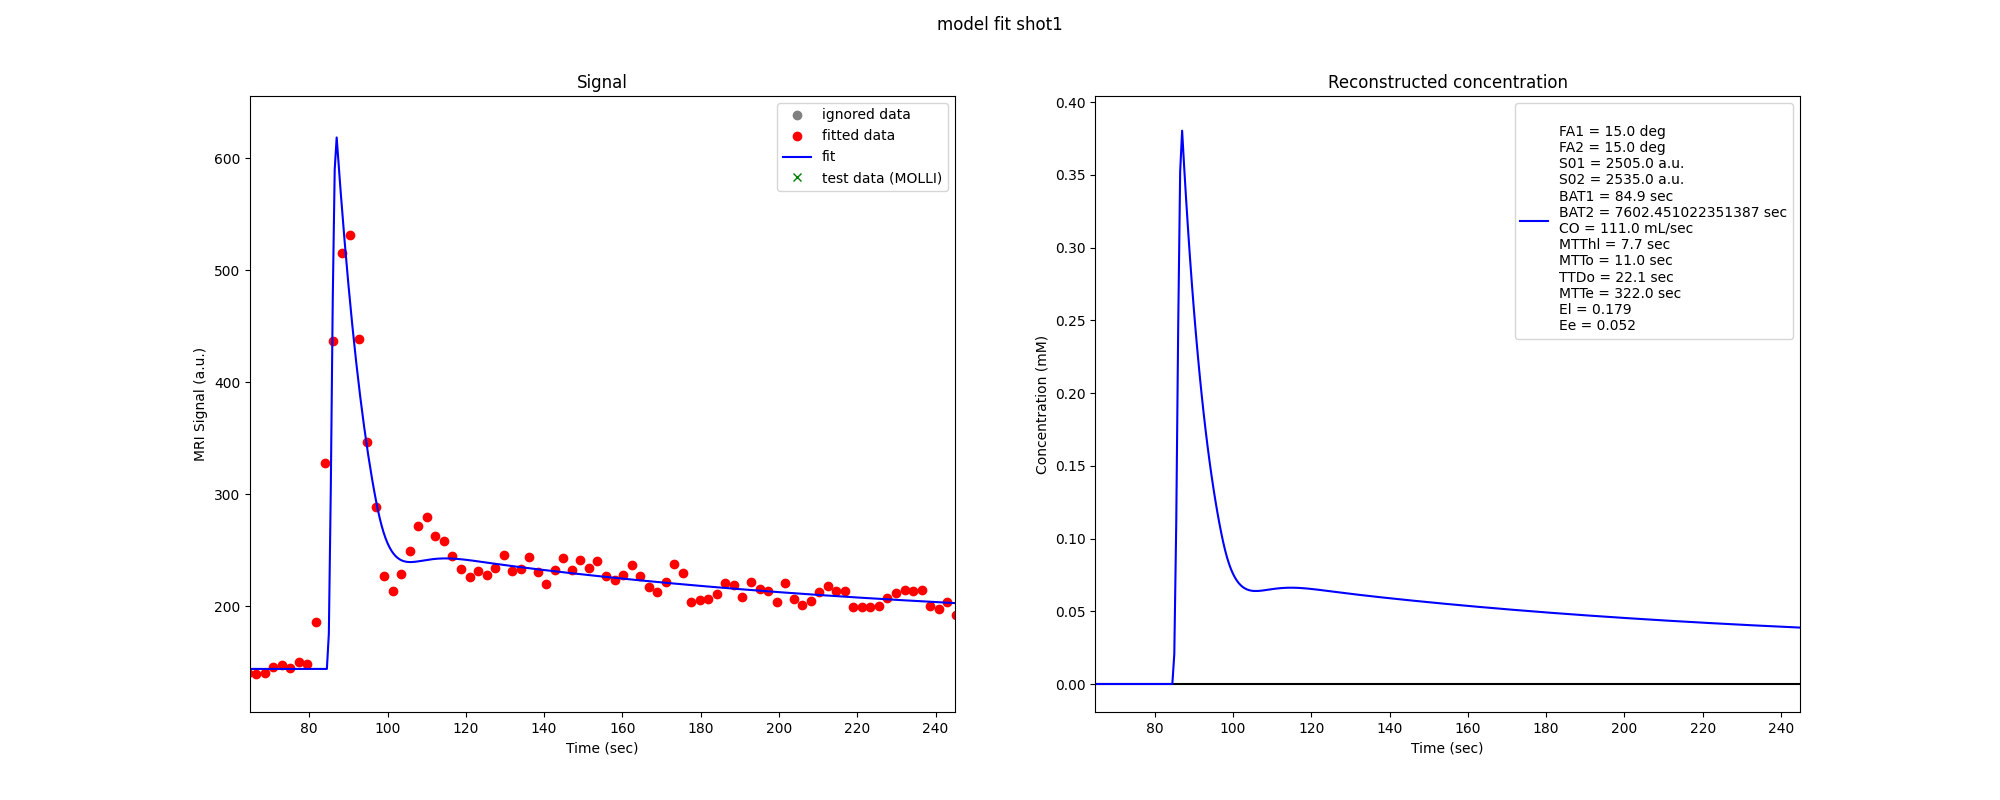 model fit shot1
Signal
600
500
400
300
200
80 100 120 140 160 180 200 220 240
MRI Signal (a.u.)
Time (sec)
ignored data
fitted data
fit
test data (MOLLI)
Reconstructed concentration
0.40
0.35
0.30
0.25
0.20
0.15
0.10
0.05
0.00
80 100 120 140 160 180 200 220 240
Concentration (mM)
Time (sec)
FA1 = 15.0 deg
FA2 = 15.0 deg
S01 = 2505.0 a.u.
S02 = 2535.0 a.u.
BAT1 = 84.9 sec
BAT2 = 7602.451022351387 sec
CO = 111.0 mL/sec
MTThl = 7.7 sec
MTTo = 11.0 sec
TTDo = 22.1 sec
MTTe = 322.0 sec
El = 0.179
Ee = 0.052